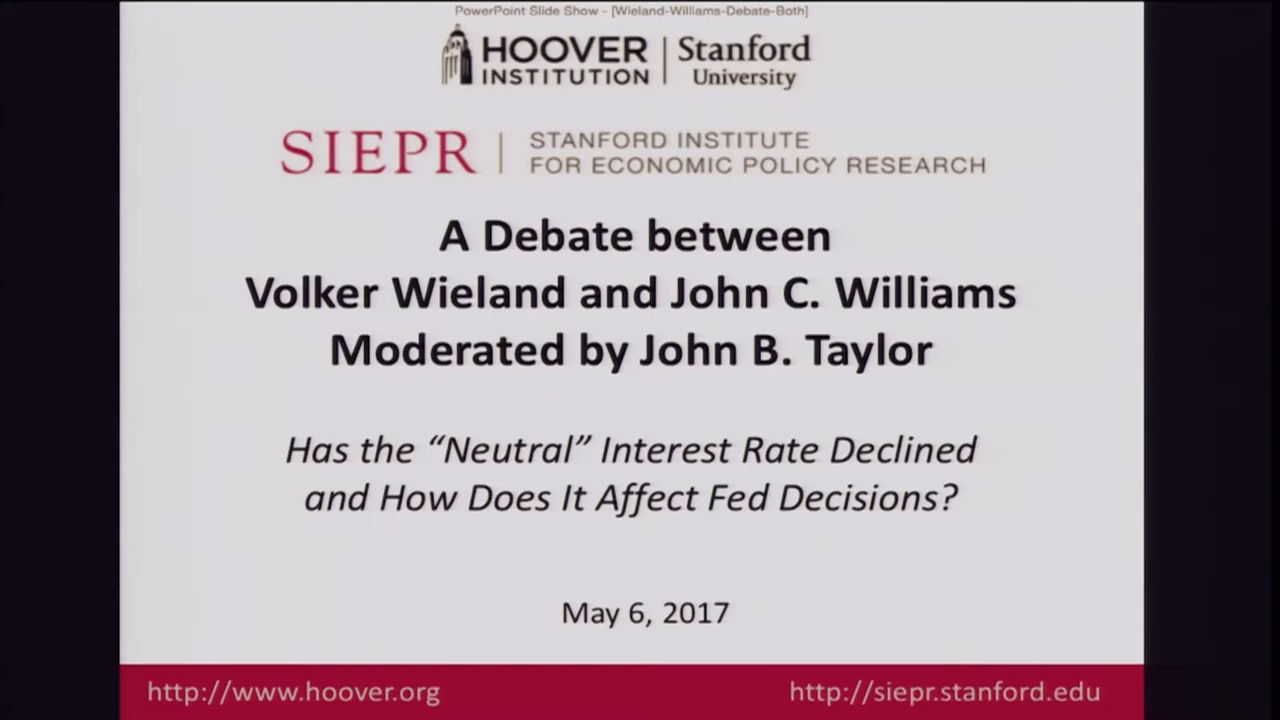 PowerPoint Slide Show - [Wieland-Williams-Debate-Both]
HOOVER INSTITUTION | Stanford University
SIEPR | STANFORD INSTITUTE
FOR ECONOMIC POLICY RESEARCH
A Debate between
Volker Wieland and John C. Williams
Moderated by John B. Taylor
Has the “Neutral” Interest Rate Declined
and How Does It Affect Fed Decisions?
May 6, 2017
http://www.hoover.org
http://siepr.stanford.edu